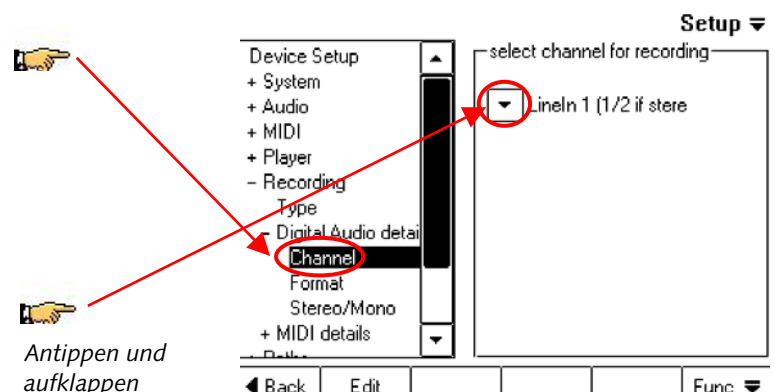 Setup
Device Setup
+ System
+ Audio
+ MIDI
+ Player
– Recording
Type
– Digital Audio detai
Channel
Format
Stereo/Mono
+ MIDI details
select channel for recording
LineIn 1 (1/2 if stere
Antippen und
aufklappen
Back Edit Func